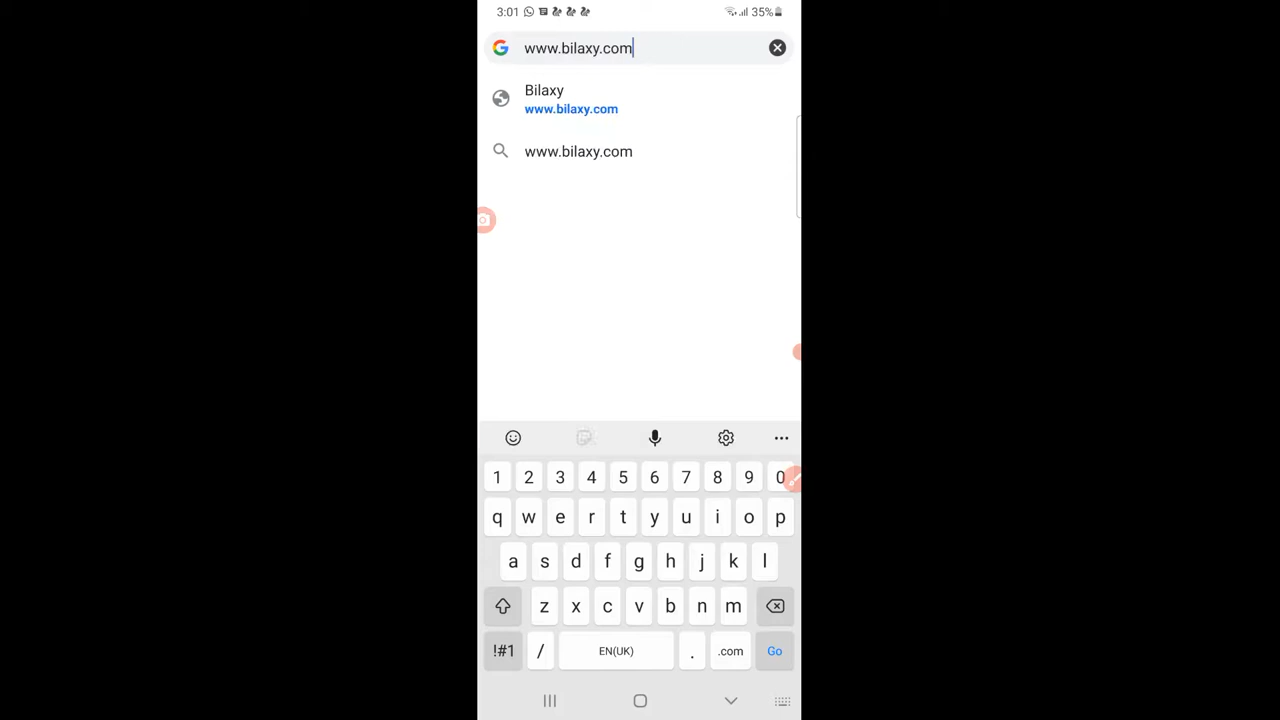 3:01 35%
www.bilaxy.com
Bilaxy
www.bilaxy.com
www.bilaxy.com
1 2 3 4 5 6 7 8 9 0
q w e r t y u i o p
a s d f g h j k l
z x c v b n m
!#1 / EN(UK) . .com Go